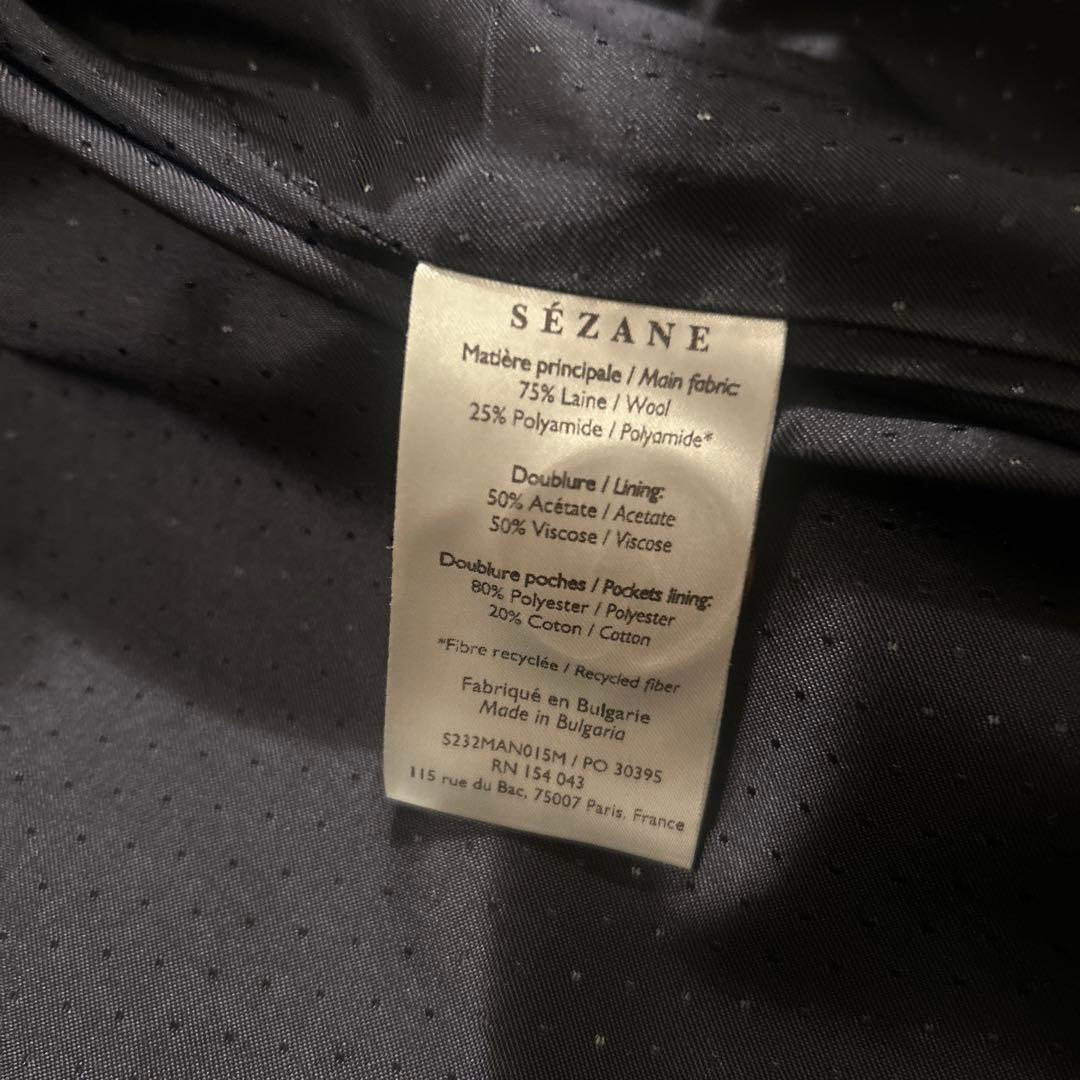 SÉZANE
Matière principale / Main fabric:
75% Laine / Wool
25% Polyamide / Polyamide*
Doublure / Lining:
50% Acétate / Acetate
50% Viscose / Viscose
Doublure poches / Pockets lining:
80% Polyester / Polyester
20% Coton / Cotton
*Fibre recyclée / Recycled fiber
Fabriqué en Bulgarie
Made in Bulgaria
S232MAN015M / PO 30395
RN 154 043
115 rue du Bac, 75007 Paris, France